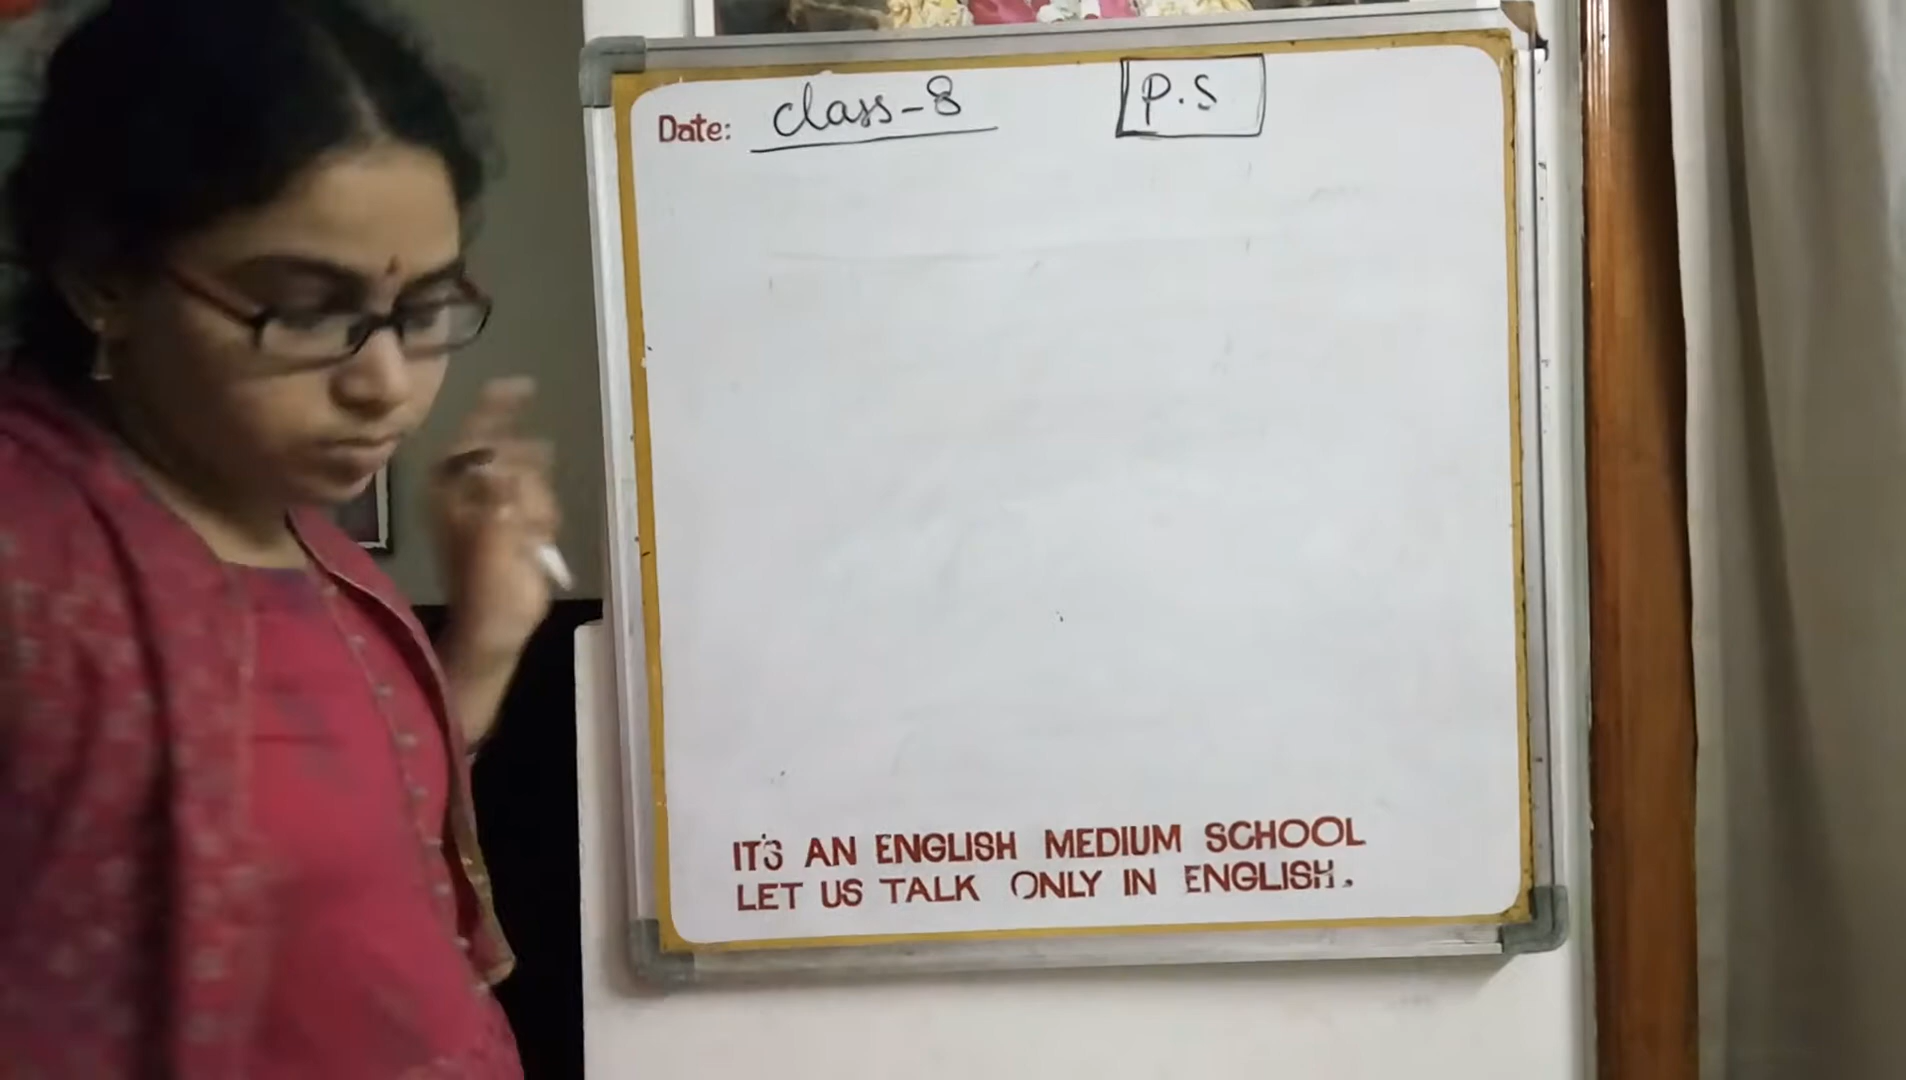 Date: class-8 P.S
IT'S AN ENGLISH MEDIUM SCHOOL
LET US TALK ONLY IN ENGLISH.